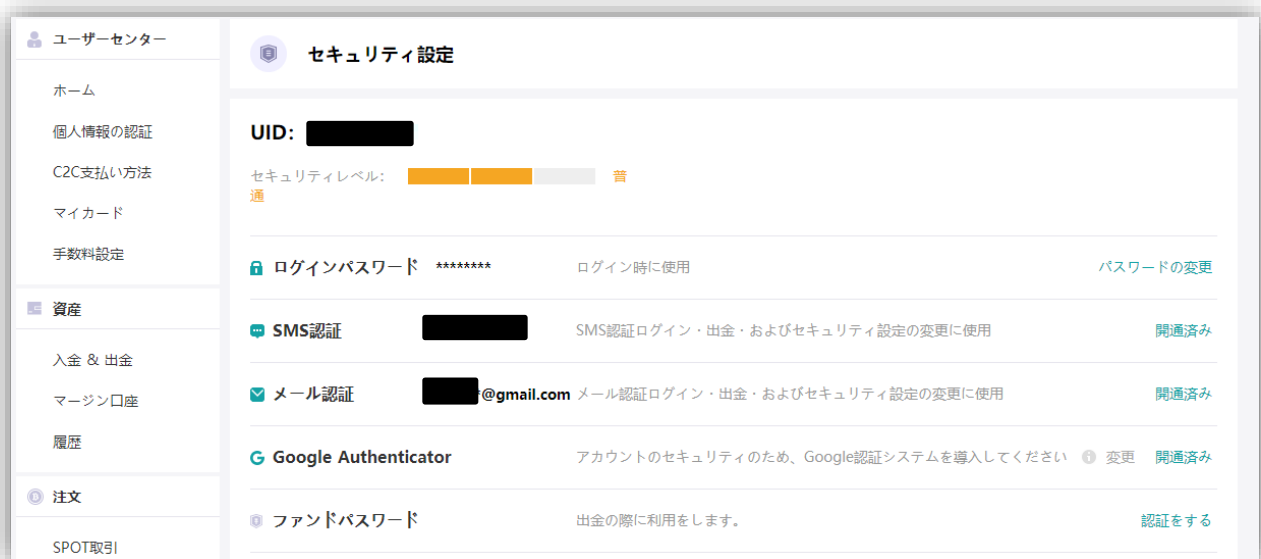 ユーザーセンター
ホーム
個人情報の認証
C2C支払い方法
マイカード
手数料設定
資産
入金 & 出金
マージン口座
履歴
注文
SPOT取引
セキュリティ設定
UID:
セキュリティレベル: 普
通
ログインパスワード ******** ログイン時に使用 パスワードの変更
SMS認証 SMS認証ログイン・出金・およびセキュリティ設定の変更に使用 開通済み
メール認証 @gmail.com メール認証ログイン・出金・およびセキュリティ設定の変更に使用 開通済み
Google Authenticator アカウントのセキュリティのため、Google認証システムを導入してください 変更 開通済み
ファンドパスワード 出金の際に利用をします。 認証をする